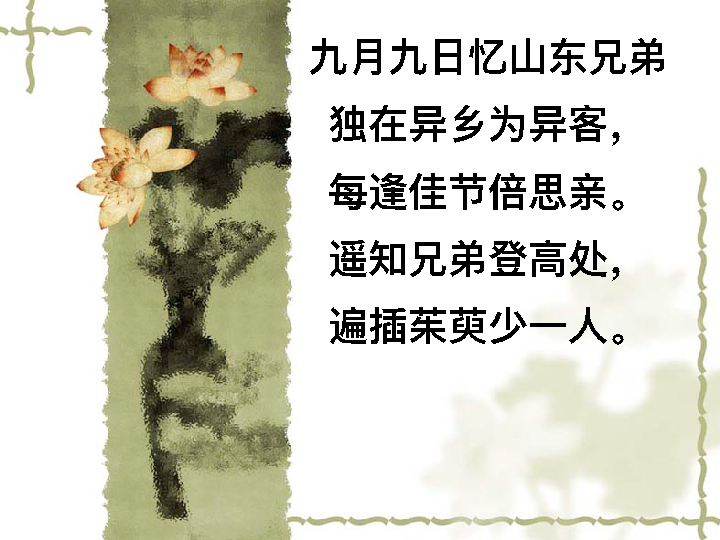 九月九日忆山东兄弟
独在异乡为异客，
每逢佳节倍思亲。
遥知兄弟登高处，
遍插茱萸少一人。